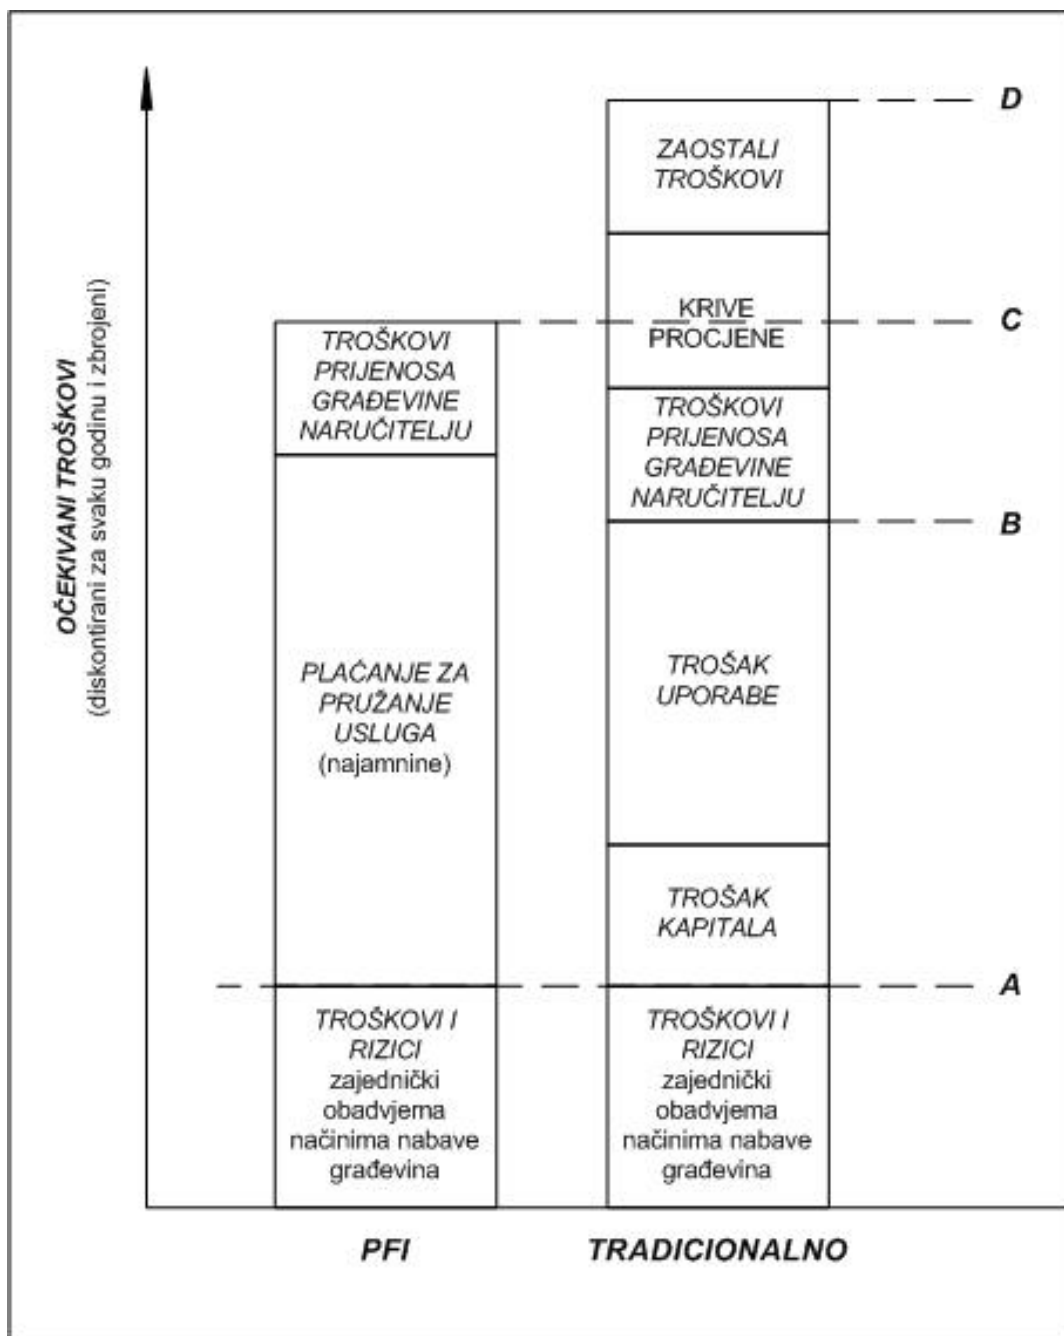 OČEKIVANI TROŠKOVI
(diskontirani za svaku godinu i zbrojeni)
TROŠKOVI
PRIJENOSA
GRAĐEVINE
NARUČITELJU
PLAĆANJE ZA
PRUŽANJE
USLUGA
(najamnine)
TROŠKOVI I
RIZICI
zajednički
obadvjema
načinima nabave
građevina
PFI
ZAOSTALI
TROŠKOVI
KRIVE
PROCJENE
TROŠKOVI
PRIJENOSA
GRAĐEVINE
NARUČITELJU
TROŠAK
UPORABE
TROŠAK
KAPITALA
TROŠKOVI I
RIZICI
zajednički
obadvjema
načinima nabave
građevina
TRADICIONALNO
D
C
B
A